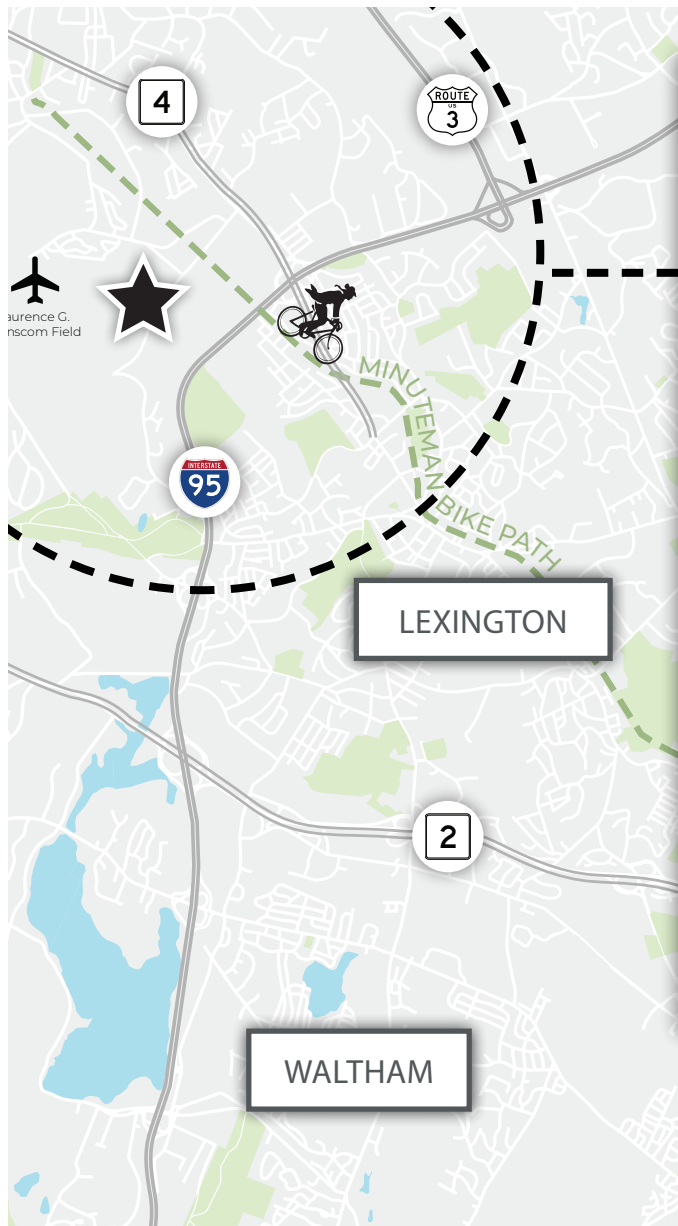 4
ROUTE
US
3
aurence G.
nscom Field
MINUTEMAN BIKE PATH
INTERSTATE
95
LEXINGTON
2
WALTHAM